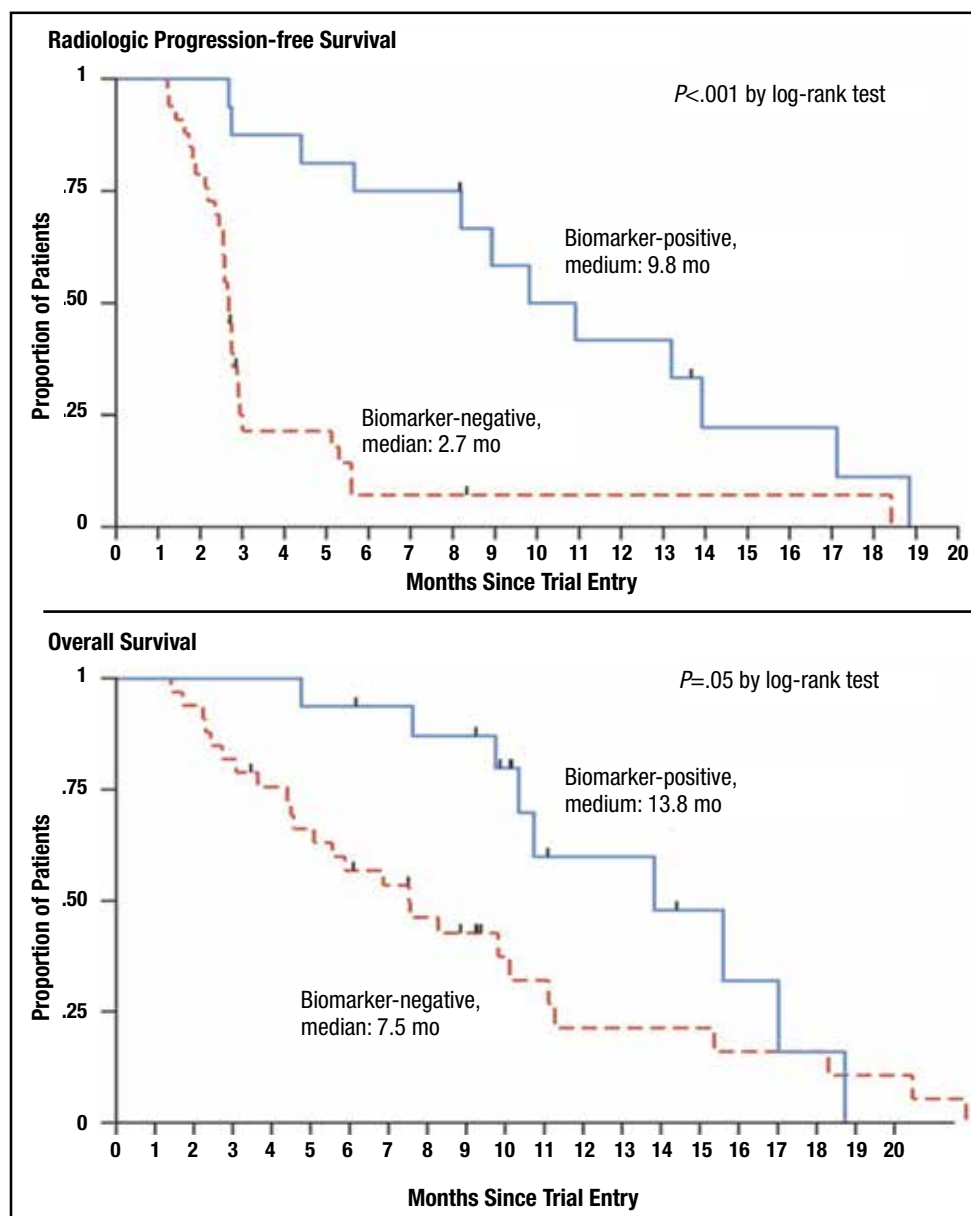 Radiologic Progression-free Survival
1
P<.001 by log-rank test
.75
Biomarker-positive,
medium: 9.8 mo
.50
Proportion of Patients
.25
Biomarker-negative,
median: 2.7 mo
0
0 1 2 3 4 5 6 7 8 9 10 11 12 13 14 15 16 17 18 19 20
Months Since Trial Entry
Overall Survival
1
P=.05 by log-rank test
.75
Biomarker-positive,
medium: 13.8 mo
.50
Proportion of Patients
.25
Biomarker-negative,
median: 7.5 mo
0
0 1 2 3 4 5 6 7 8 9 10 11 12 13 14 15 16 17 18 19 20
Months Since Trial Entry